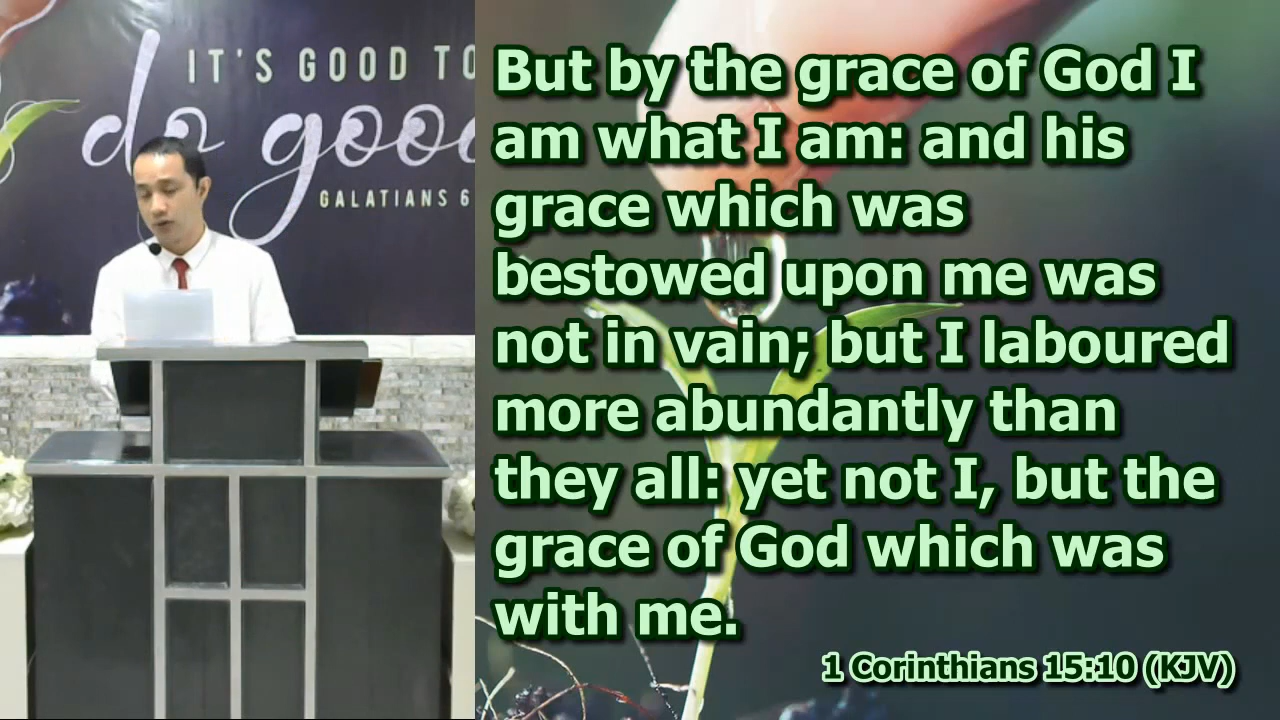 IT'S GOOD TO
do good
GALATIANS 6
But by the grace of God I
am what I am: and his
grace which was
bestowed upon me was
not in vain; but I laboured
more abundantly than
they all: yet not I, but the
grace of God which was
with me.
1 Corinthians 15:10 (KJV)